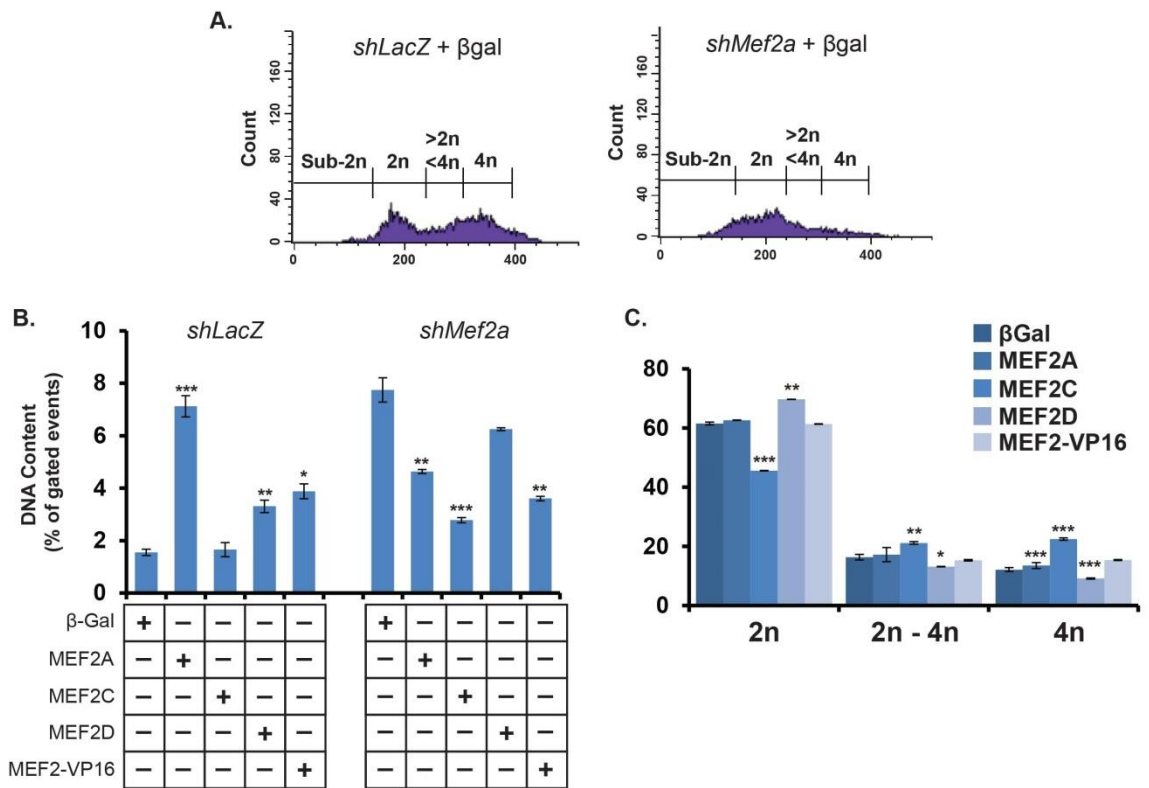 A.
shLacZ + βgal
Count
160
120
80
40
0
Sub-2n
2n
>2n
<4n
4n
0
200
400
shMef2a + βgal
Count
160
120
80
40
0
Sub-2n
2n
>2n
<4n
4n
0
200
400
B.
shLacZ
shMef2a
DNA Content
(% of gated events)
10
8
6
4
2
0
***
**
*
**
***
**
β-Gal + − − − − + − − − −
MEF2A − + − − − − + − − −
MEF2C − − + − − − − + − −
MEF2D − − − + − − − − + −
MEF2-VP16 − − − − + − − − − +
C.
βGal
MEF2A
MEF2C
MEF2D
MEF2-VP16
80
60
40
20
0
***
**
**
*
***
***
***
2n
2n - 4n
4n